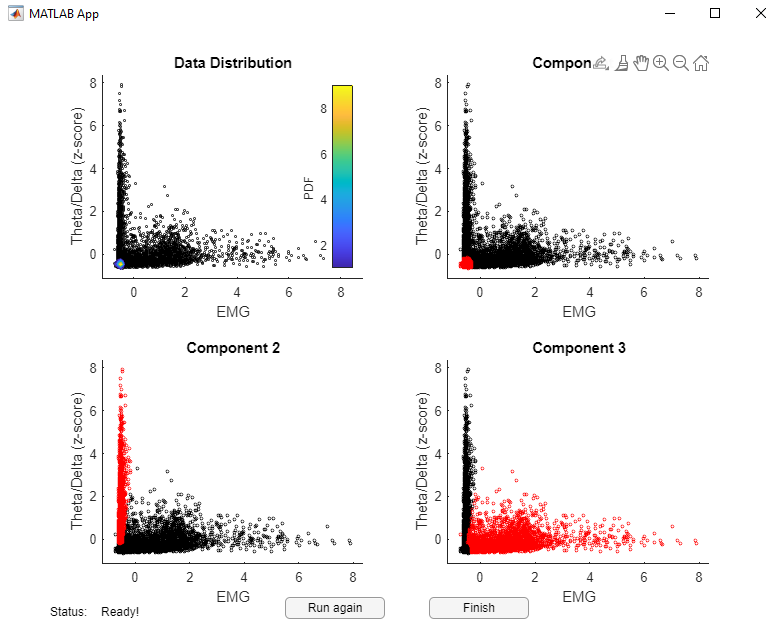 MATLAB App
Data Distribution
Theta/Delta (z-score)
8
6
4
2
0
0 2 4 6 8
EMG
PDF
8
6
4
2
Compon
Theta/Delta (z-score)
8
6
4
2
0
0 2 4 6 8
EMG
Component 2
Theta/Delta (z-score)
8
6
4
2
0
0 2 4 6 8
EMG
Component 3
Theta/Delta (z-score)
8
6
4
2
0
0 2 4 6 8
EMG
Status: Ready!
Run again
Finish